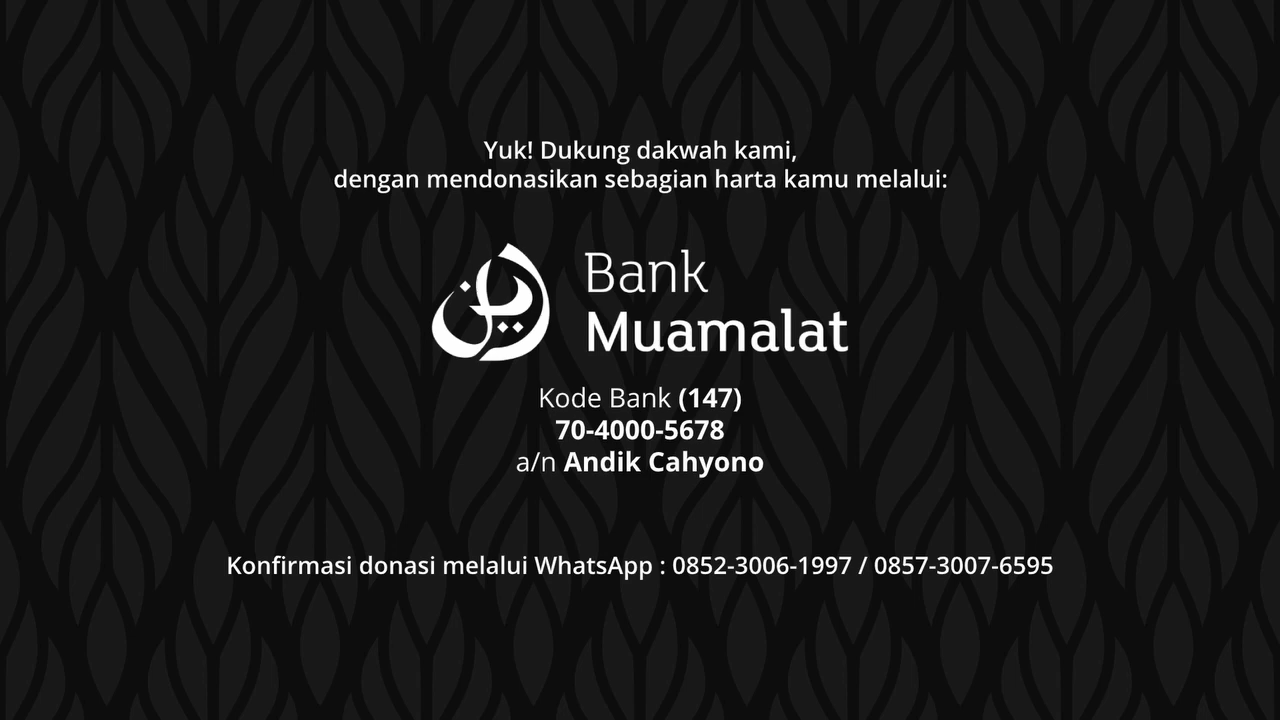 Yuk! Dukung dakwah kami,
dengan mendonasikan sebagian harta kamu melalui:
Bank
Muamalat
Kode Bank (147)
70-4000-5678
a/n Andik Cahyono
Konfirmasi donasi melalui WhatsApp : 0852-3006-1997 / 0857-3007-6595